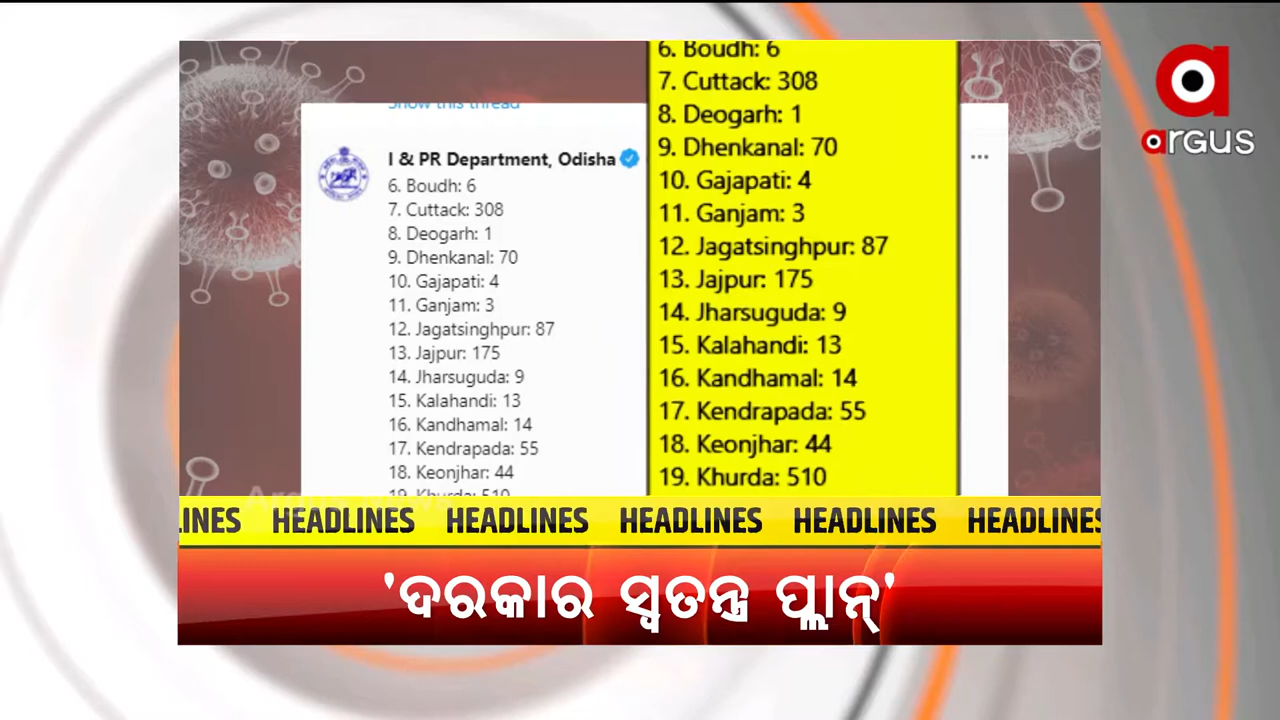 Show this thread
I & PR Department, Odisha
6. Boudh: 6
7. Cuttack: 308
8. Deogarh: 1
9. Dhenkanal: 70
10. Gajapati: 4
11. Ganjam: 3
12. Jagatsinghpur: 87
13. Jajpur: 175
14. Jharsuguda: 9
15. Kalahandi: 13
16. Kandhamal: 14
17. Kendrapada: 55
18. Keonjhar: 44
19. Khurda: 510
6. Boudh: 6
7. Cuttack: 308
8. Deogarh: 1
9. Dhenkanal: 70
10. Gajapati: 4
11. Ganjam: 3
12. Jagatsinghpur: 87
13. Jajpur: 175
14. Jharsuguda: 9
15. Kalahandi: 13
16. Kandhamal: 14
17. Kendrapada: 55
18. Keonjhar: 44
19. Khurda: 510
argus
LINES HEADLINES HEADLINES HEADLINES HEADLINES HEADLINES
'ଦରକାର ସ୍ୱତନ୍ତ୍ର ପ୍ଲାନ୍'